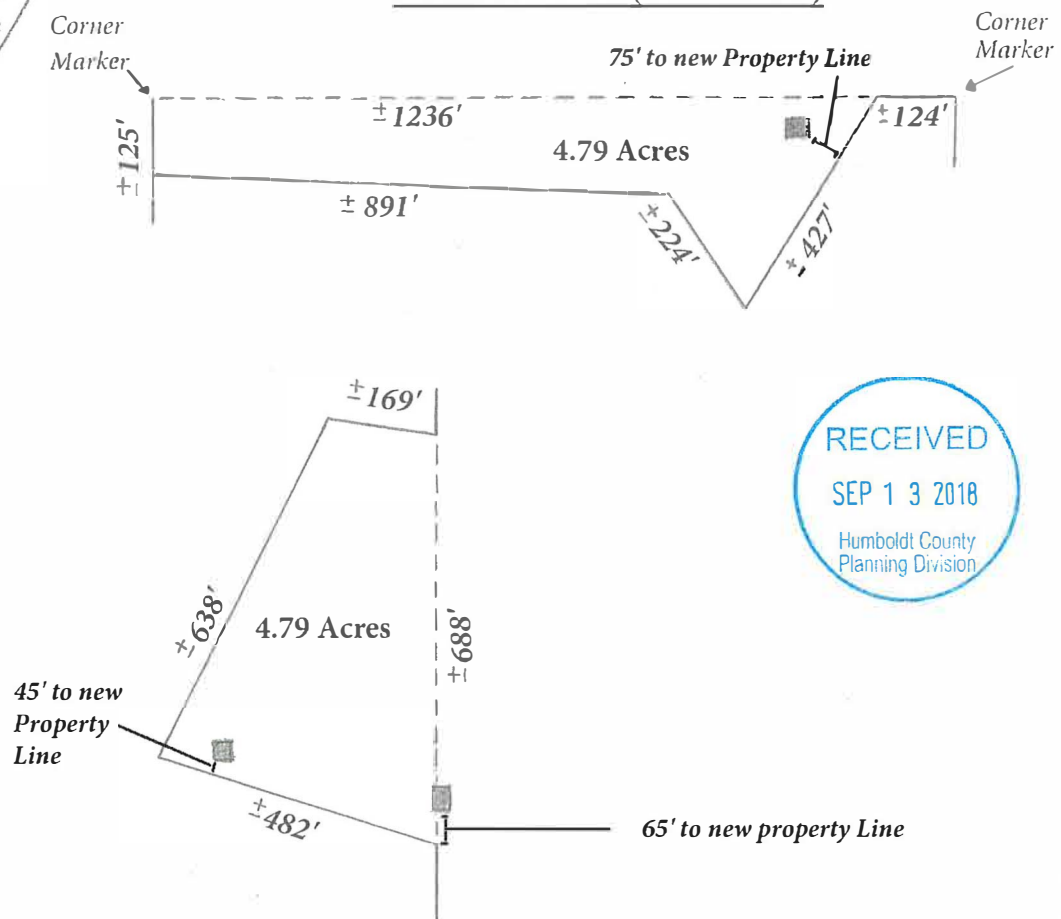 Corner
Marker
Corner
Marker
75' to new Property Line
±1236'
±124'
±125'
4.79 Acres
± 891'
±224'
± 427'
±169'
RECEIVED
SEP 1 3 2018
Humboldt County
Planning Division
±638'
4.79 Acres
±688'
45' to new
Property
Line
±482'
65' to new property Line